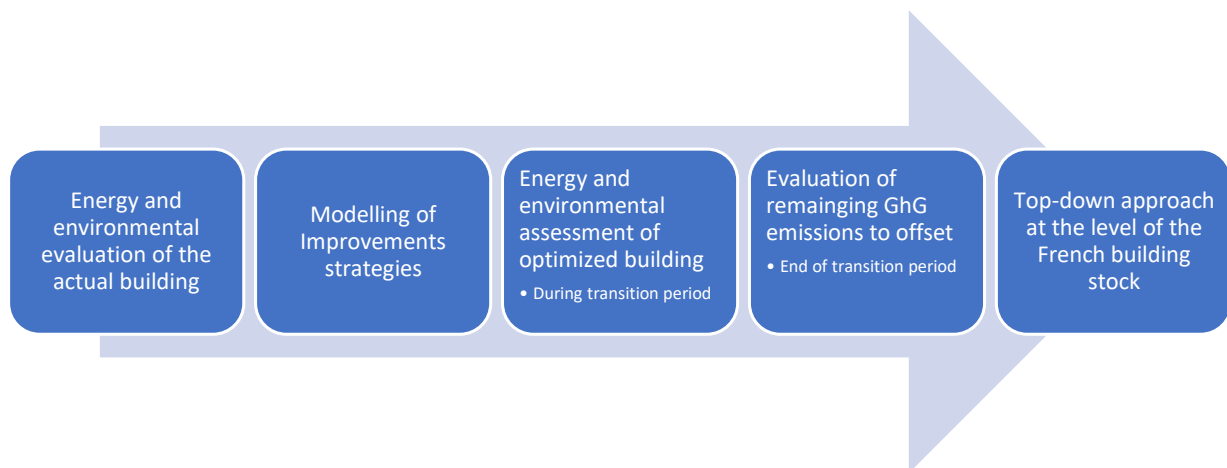 Energy and
environmental
evaluation of the
actual building
Modelling of
Improvements
strategies
Energy and
environmental
assessment of
optimized building
• During transition period
Evaluation of
remainging GhG
emissions to offset
• End of transition period
Top-down approach
at the level of the
French building
stock